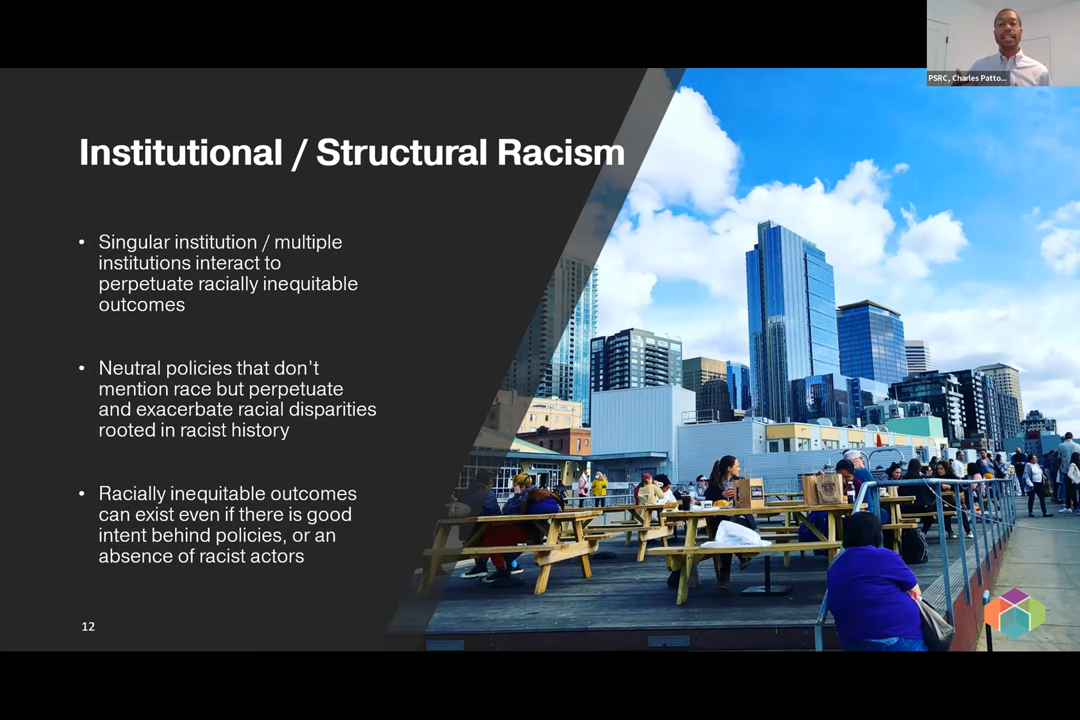 PSRC, Charles Patto...
Institutional / Structural Racism
• Singular institution / multiple
institutions interact to
perpetuate racially inequitable
outcomes
• Neutral policies that don’t
mention race but perpetuate
and exacerbate racial disparities
rooted in racist history
• Racially inequitable outcomes
can exist even if there is good
intent behind policies, or an
absence of racist actors
12